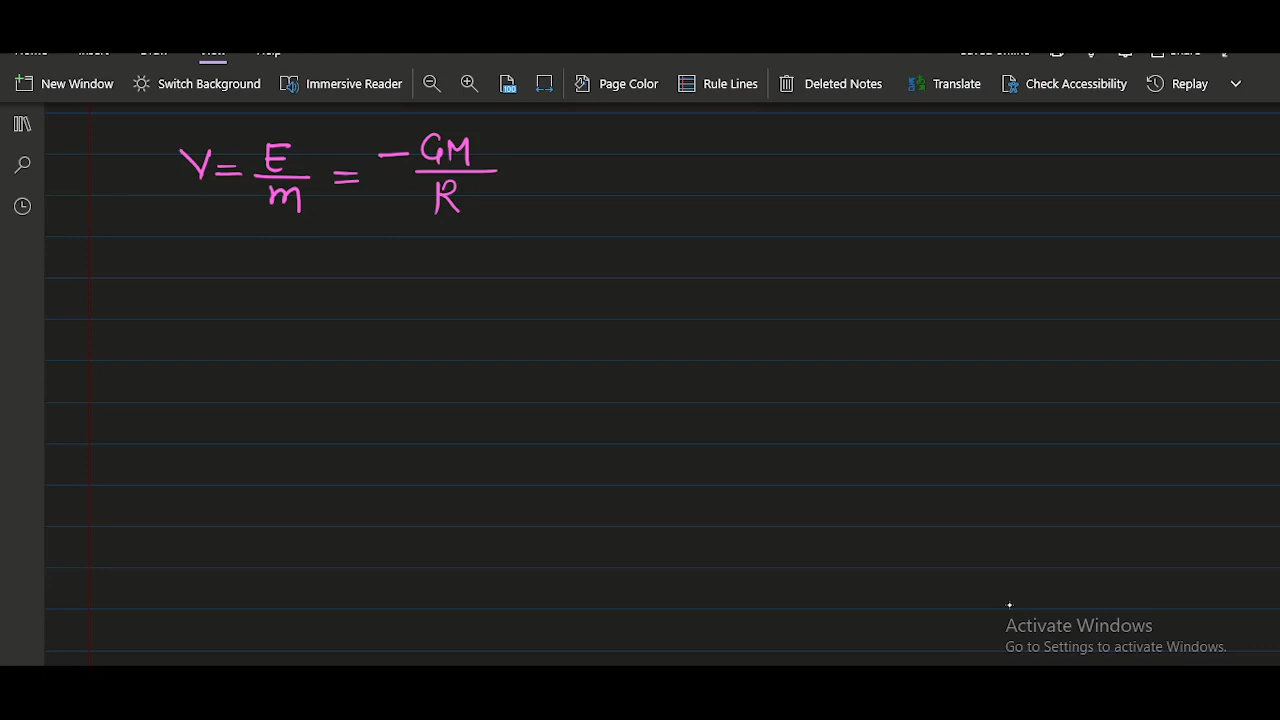 New Window Switch Background Immersive Reader Page Color Rule Lines Deleted Notes Translate Check Accessibility Replay
100
V = E/m = -GM/R
Activate Windows
Go to Settings to activate Windows.